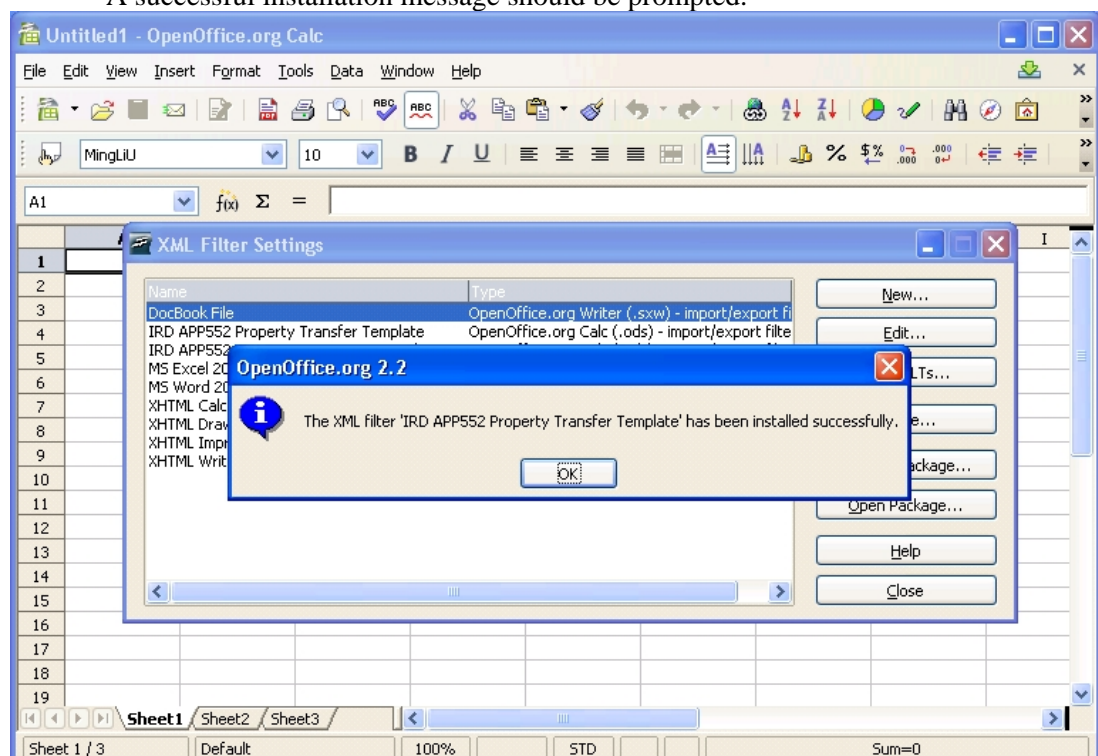 A successful installation message should be prompted.
Untitled1 - OpenOffice.org Calc
File Edit View Insert Format Tools Data Window Help
MingLiU 10 B I U
A1 f(x) Σ =
I
XML Filter Settings
Name Type
DocBook File OpenOffice.org Writer (.sxw) - import/export fi
IRD APP552 Property Transfer Template OpenOffice.org Calc (.ods) - import/export filte
IRD APP552
MS Excel 20
MS Word 20
XHTML Calc
XHTML Draw
XHTML Impr
XHTML Writ
New...
Edit...
LTs...
e...
ackage...
Open Package...
Help
Close
OpenOffice.org 2.2
The XML filter 'IRD APP552 Property Transfer Template' has been installed successfully.
OK
1
2
3
4
5
6
7
8
9
10
11
12
13
14
15
16
17
18
19
Sheet1 Sheet2 Sheet3
Sheet 1 / 3 Default 100% STD Sum=0